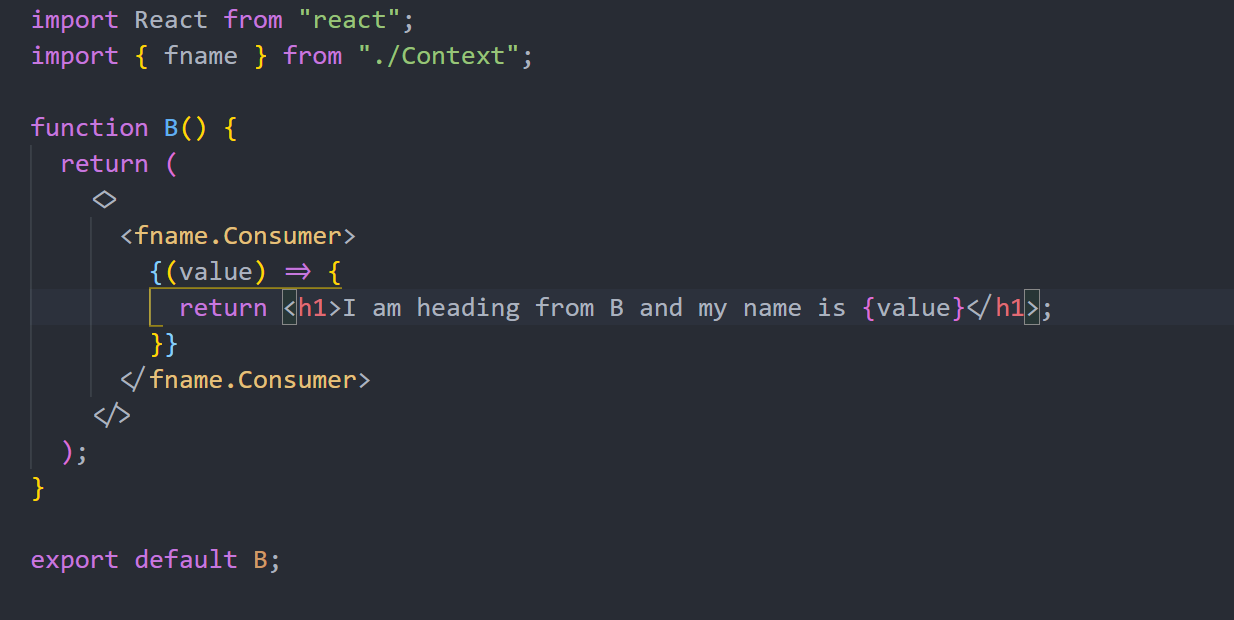 import React from "react";
import { fname } from "./Context";
function B() {
return (
<>
<fname.Consumer>
{(value) => {
return <h1>I am heading from B and my name is {value}</h1>;
}}
</fname.Consumer>
</>
);
}
export default B;